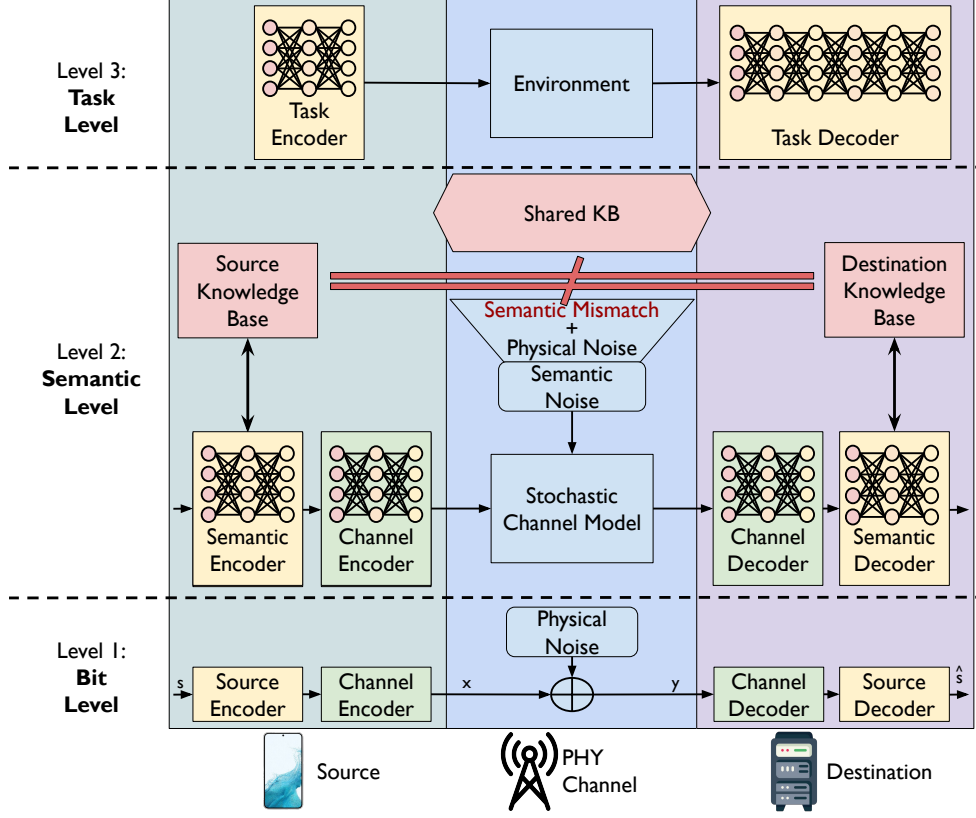 Level 3:
Task
Level
Task
Encoder
Environment
Task Decoder
Shared KB
Source
Knowledge
Base
Destination
Knowledge
Base
Semantic Mismatch
+
Physical Noise
Semantic
Noise
Level 2:
Semantic
Level
Semantic
Encoder
Channel
Encoder
Stochastic
Channel Model
Channel
Decoder
Semantic
Decoder
Level 1:
Bit
Level
s
Source
Encoder
Channel
Encoder
x
Physical
Noise
y
Channel
Decoder
Source
Decoder
ŝ
Source
PHY
Channel
Destination